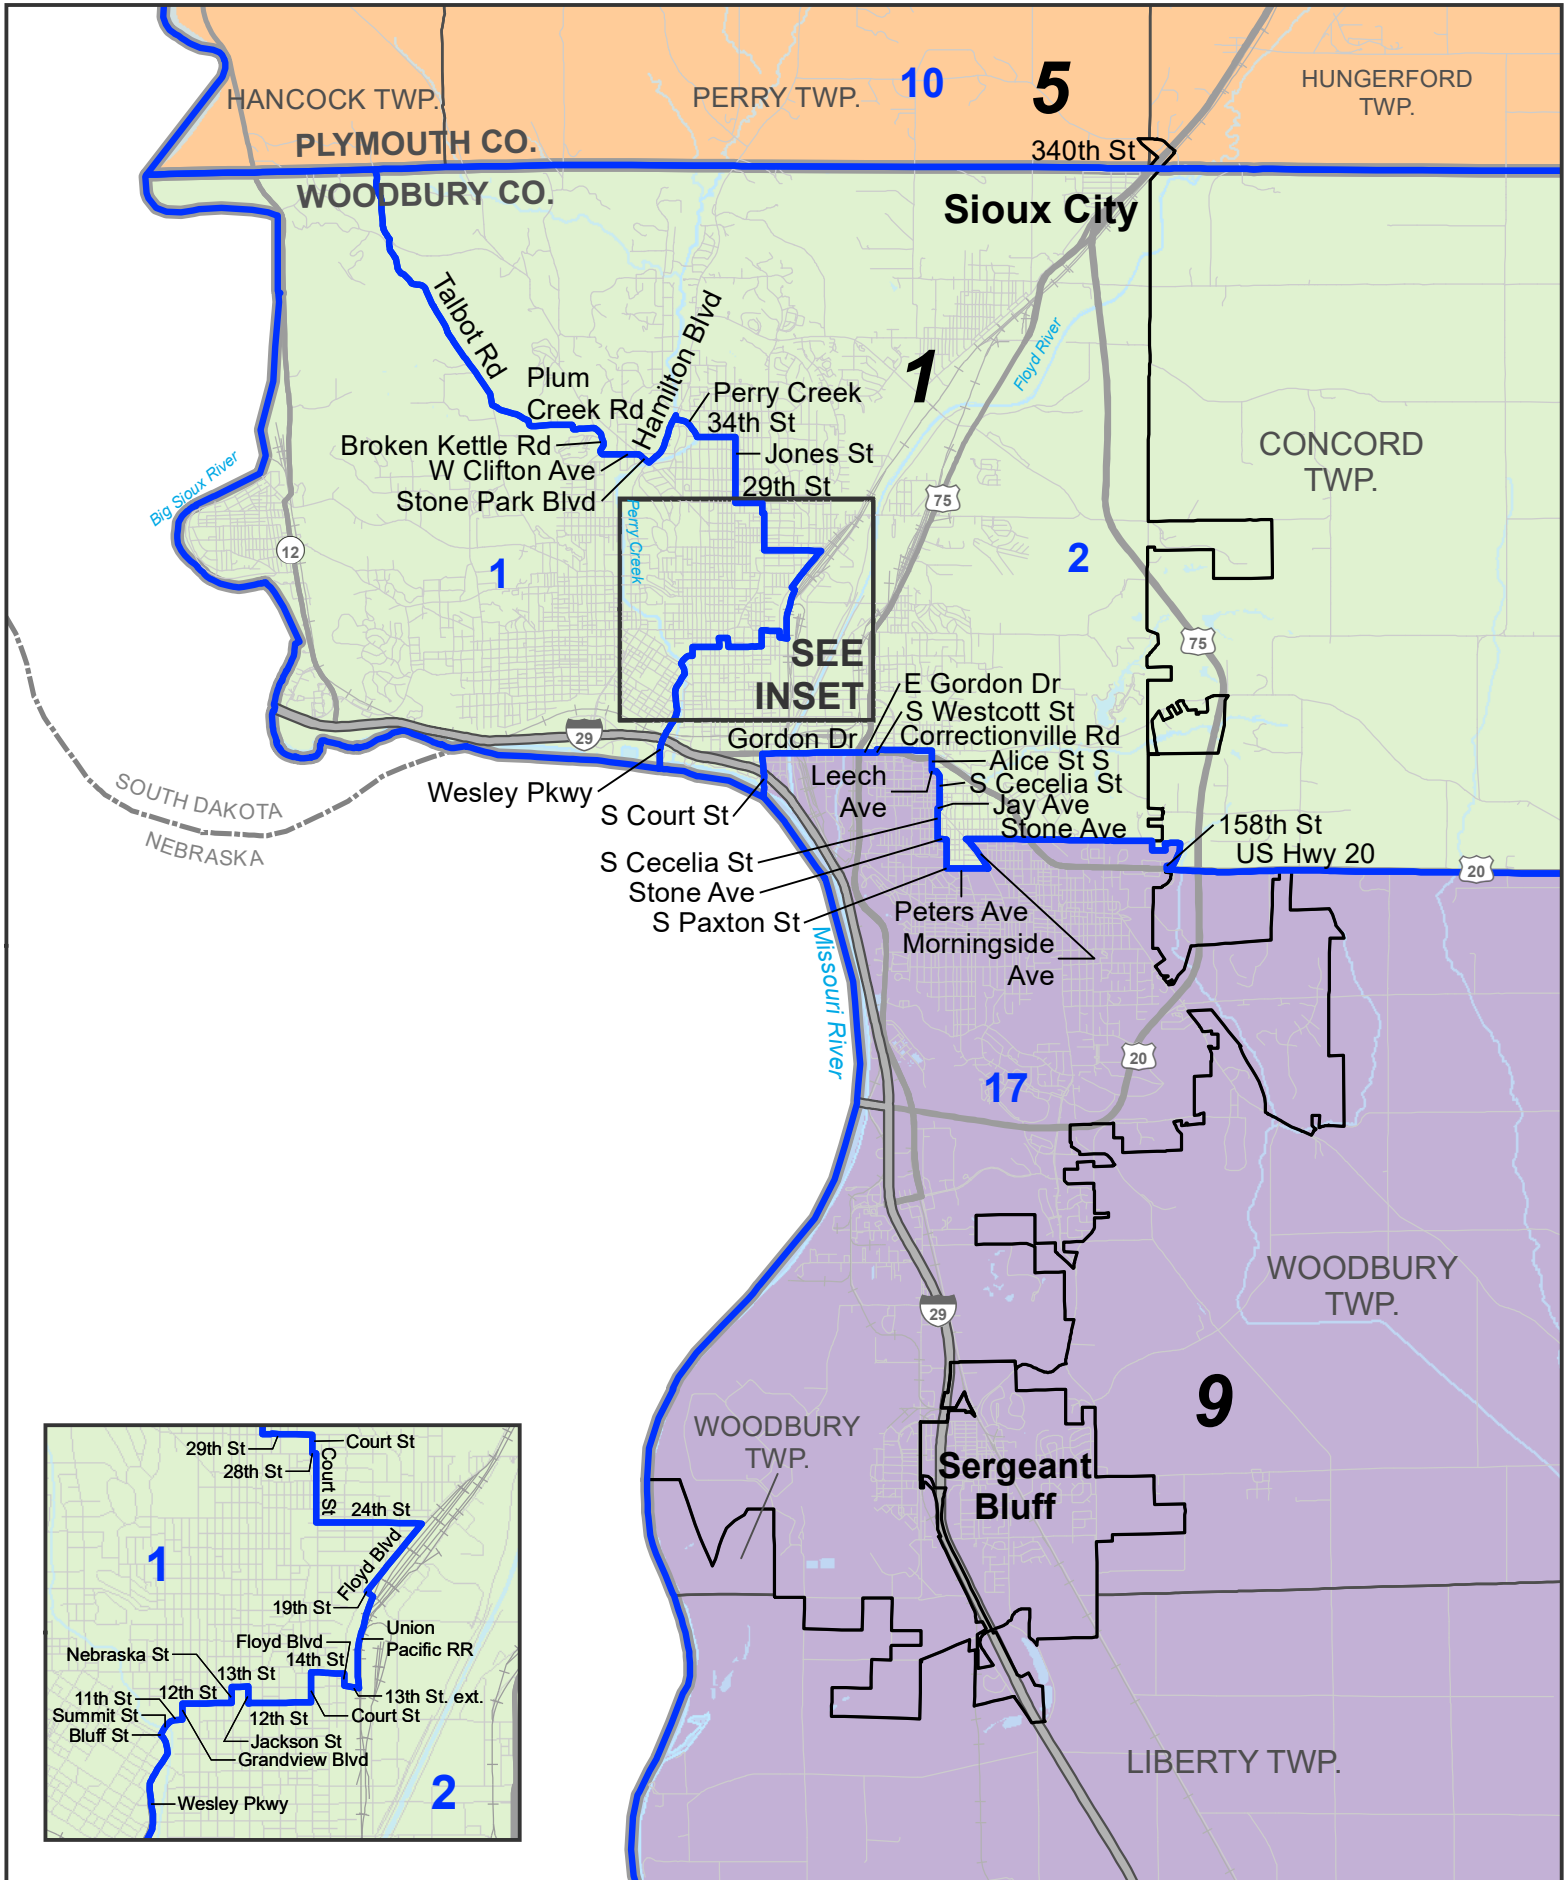 10
5
HANCOCK TWP.
PERRY TWP.
HUNGERFORD
TWP.
PLYMOUTH CO.
340th St
WOODBURY CO.
Sioux City
Talbot Rd
Hamilton Blvd
Floyd River
1
Plum
Creek Rd
Perry Creek
34th St
Broken Kettle Rd
W Clifton Ave
Stone Park Blvd
Jones St
29th St
CONCORD
TWP.
Big Sioux River
75
12
Perry Creek
1
2
75
SEE
INSET
E Gordon Dr
S Westcott St
Correctionville Rd
Gordon Dr
29
Alice St S
Leech
Ave
S Cecelia St
Jay Ave
Stone Ave
Wesley Pkwy
S Court St
SOUTH DAKOTA
NEBRASKA
158th St
US Hwy 20
20
S Cecelia St
Stone Ave
S Paxton St
Peters Ave
Morningside
Ave
Missouri River
20
17
WOODBURY
TWP.
29
9
WOODBURY
TWP.
Sergeant
Bluff
LIBERTY TWP.
29th St
Court St
28th St
Court St
24th St
1
Floyd Blvd
19th St
Union
Pacific RR
Floyd Blvd
14th St
Nebraska St
13th St
12th St
11th St
Summit St
Bluff St
13th St. ext.
12th St
Court St
Jackson St
Grandview Blvd
Wesley Pkwy
2